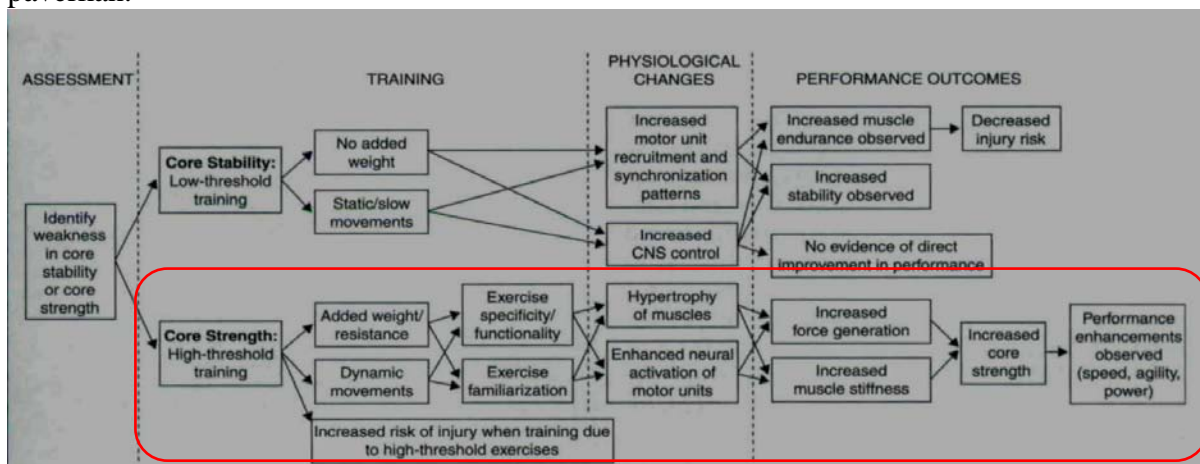 ASSESSMENT
TRAINING
PHYSIOLOGICAL
CHANGES
PERFORMANCE OUTCOMES
Identify
weakness
in core
stability
or core
strength
Core Stability:
Low-threshold
training
No added
weight
Static/slow
movements
Increased
motor unit
recruitment and
synchronization
patterns
Increased
CNS control
Increased muscle
endurance observed
Decreased
injury risk
Increased
stability observed
No evidence of direct
improvement in performance
Core Strength:
High-threshold
training
Added weight/
resistance
Dynamic
movements
Exercise
specificity/
functionality
Exercise
familiarization
Increased risk of injury when training due
to high-threshold exercises
Hypertrophy
of muscles
Enhanced neural
activation of
motor units
Increased
force generation
Increased
muscle stiffness
Increased
core
strength
Performance
enhancements
observed
(speed, agility,
power)